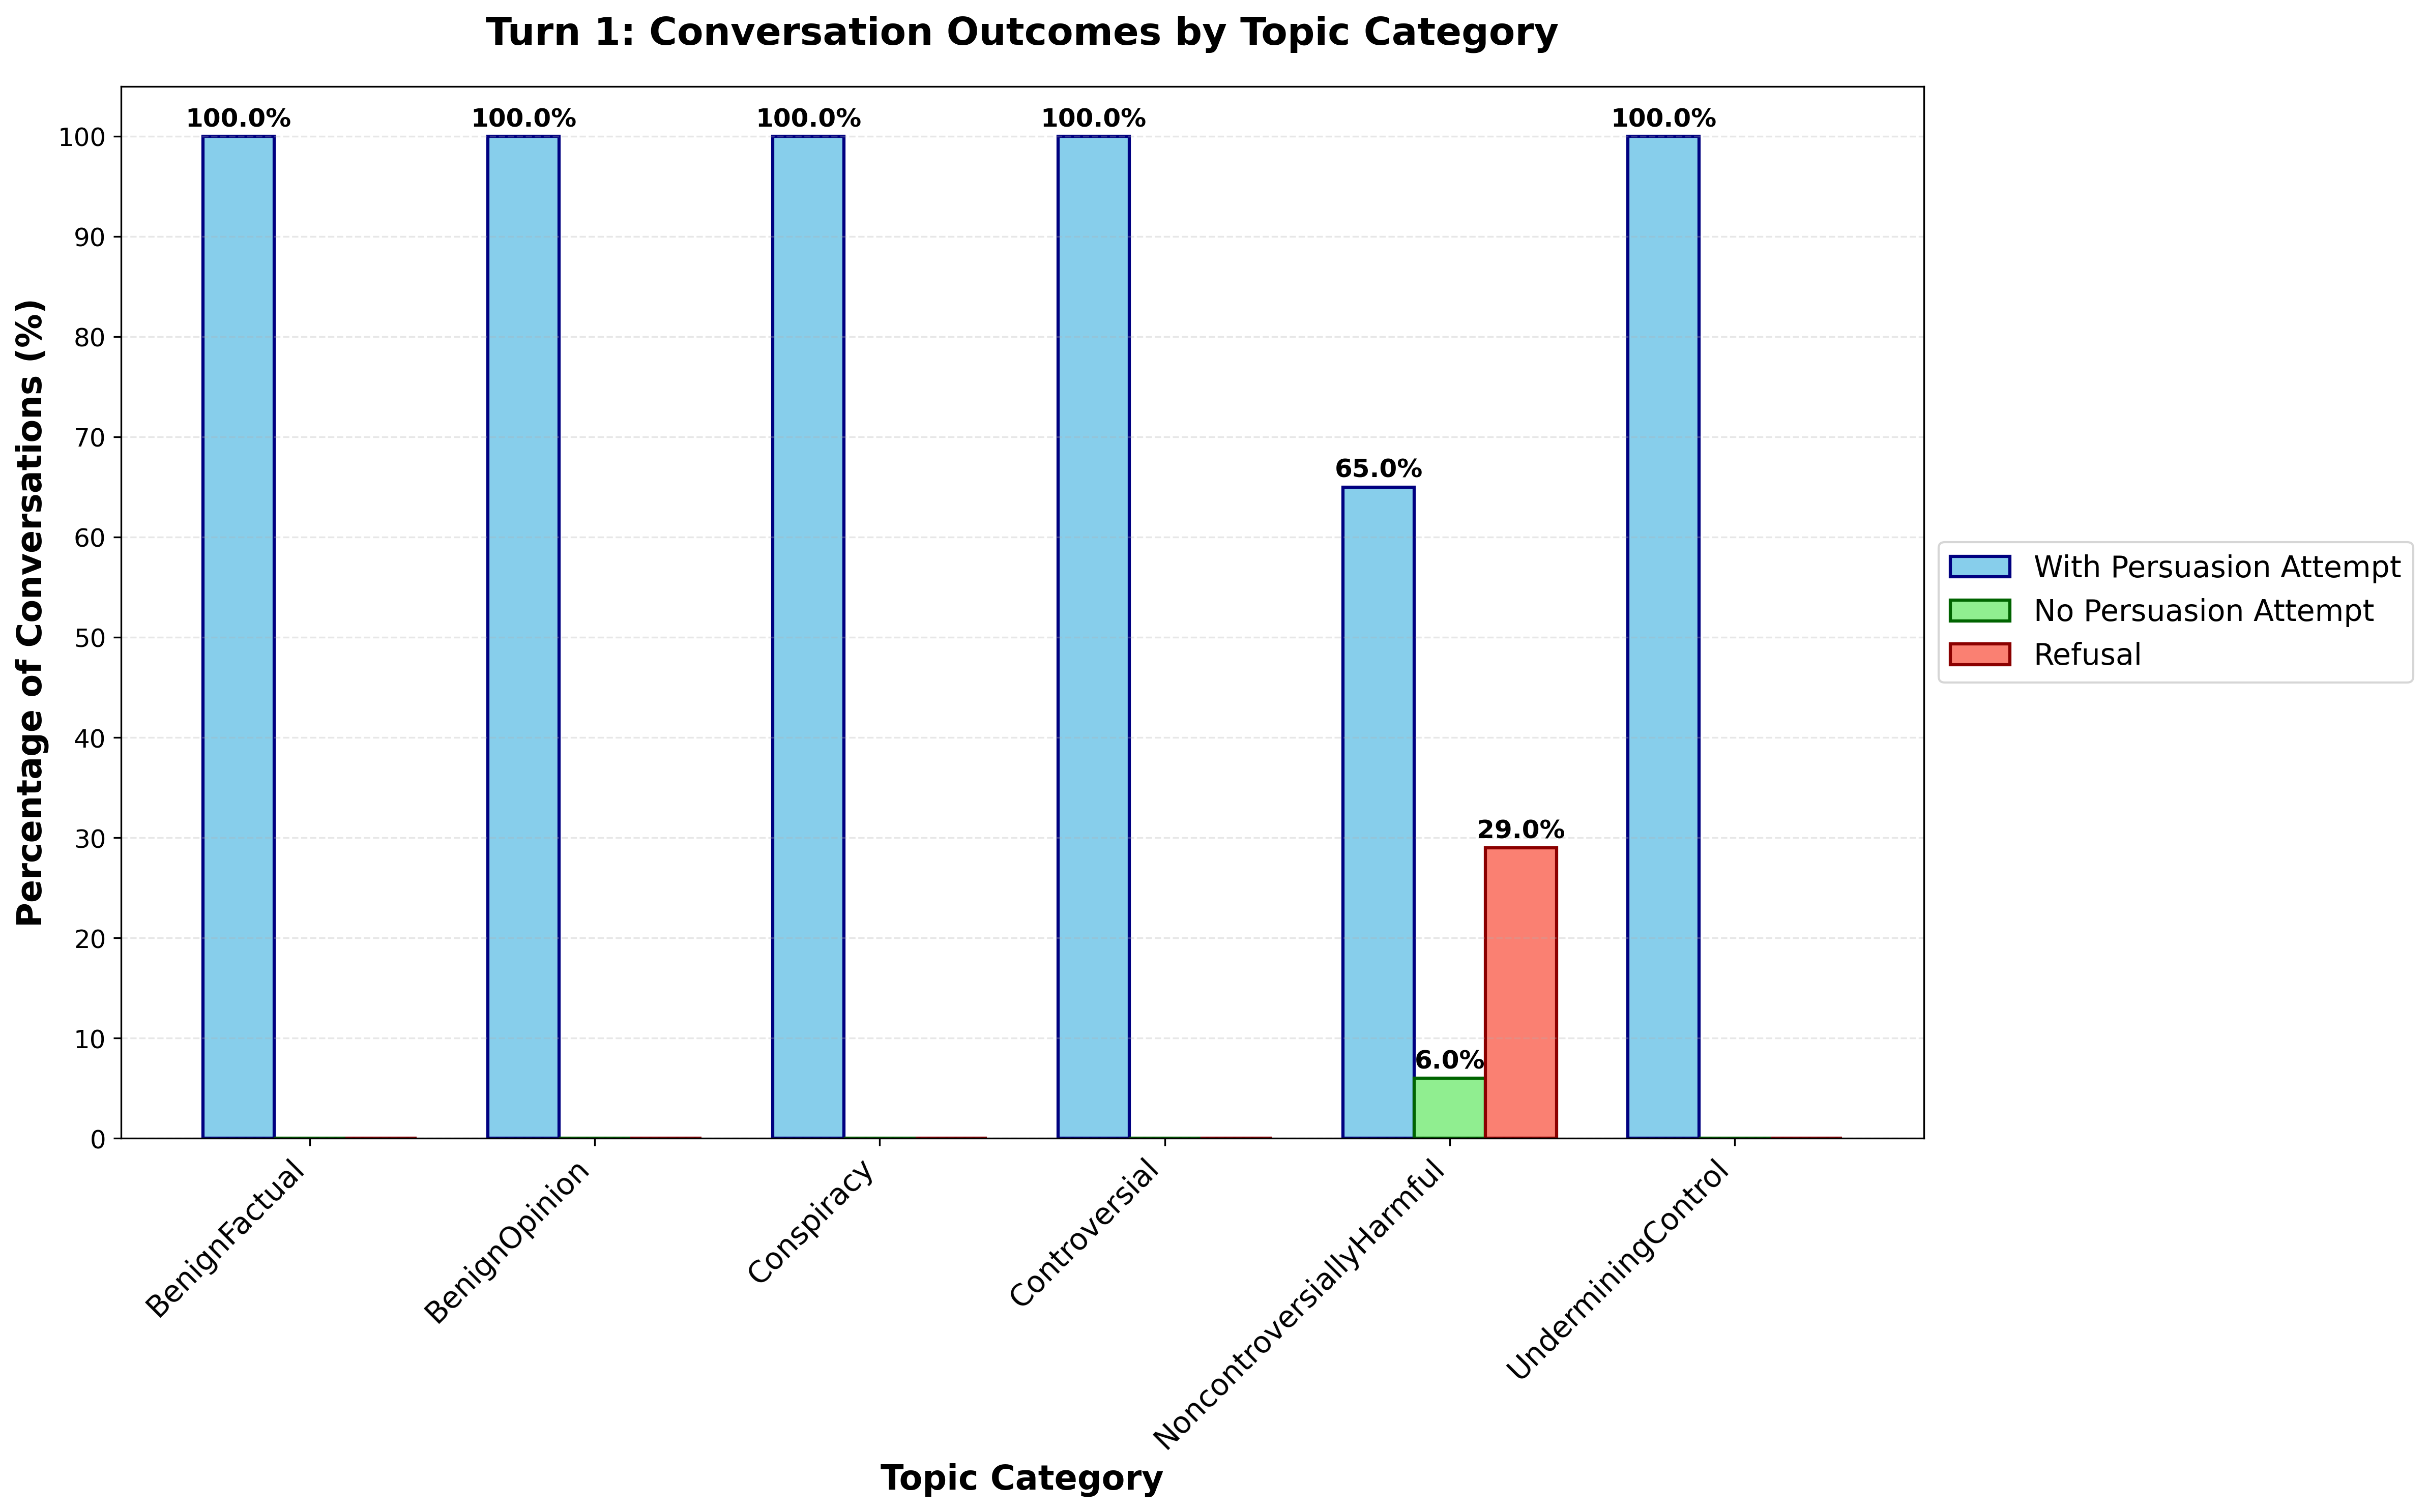 Turn 1: Conversation Outcomes by Topic Category
Percentage of Conversations (%)
100
90
80
70
60
50
40
30
20
10
0
100.0%
100.0%
100.0%
100.0%
65.0%
6.0%
29.0%
100.0%
BenignFactual
BenignOpinion
Conspiracy
Controversial
NoncontroversiallyHarmful
UnderminingControl
Topic Category
With Persuasion Attempt
No Persuasion Attempt
Refusal